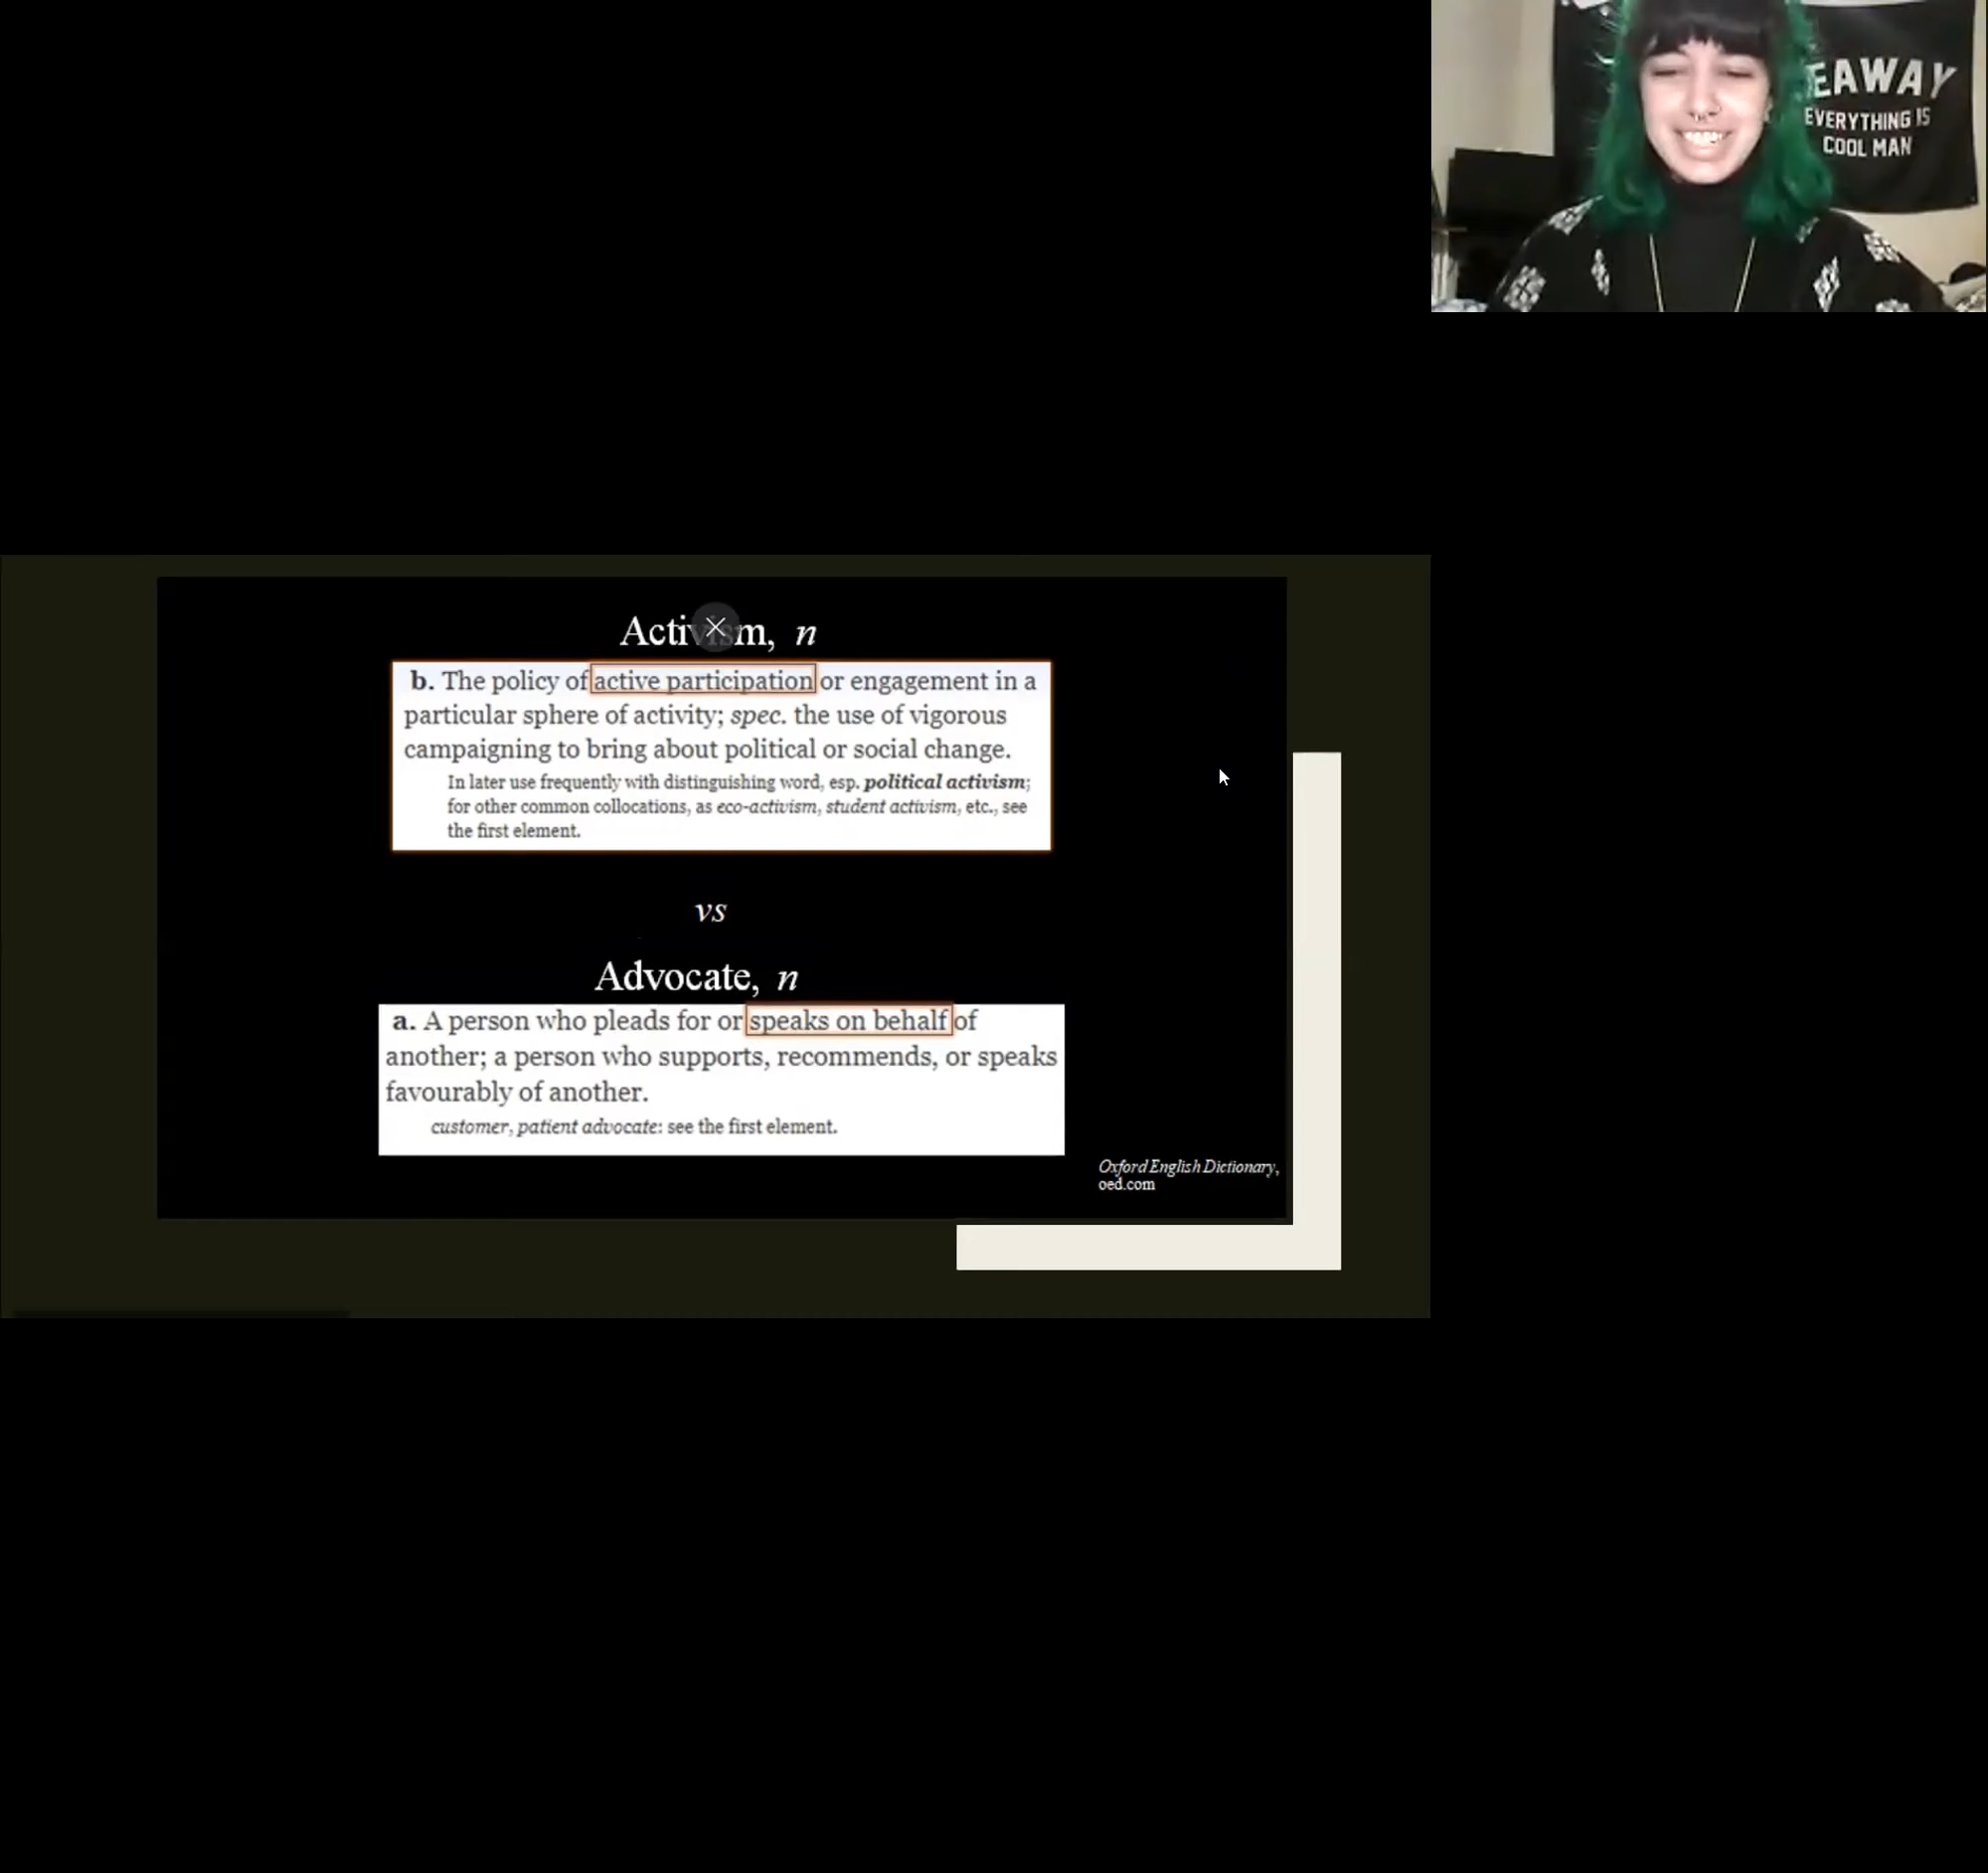 EAWAY
EVERYTHING IS
COOL MAN
Activism, n
b. The policy of active participation or engagement in a
particular sphere of activity; spec. the use of vigorous
campaigning to bring about political or social change.
In later use frequently with distinguishing word, esp. political activism;
for other common collocations, as eco-activism, student activism, etc., see
the first element.
vs
Advocate, n
a. A person who pleads for or speaks on behalf of
another; a person who supports, recommends, or speaks
favourably of another.
customer, patient advocate: see the first element.
Oxford English Dictionary,
oed.com